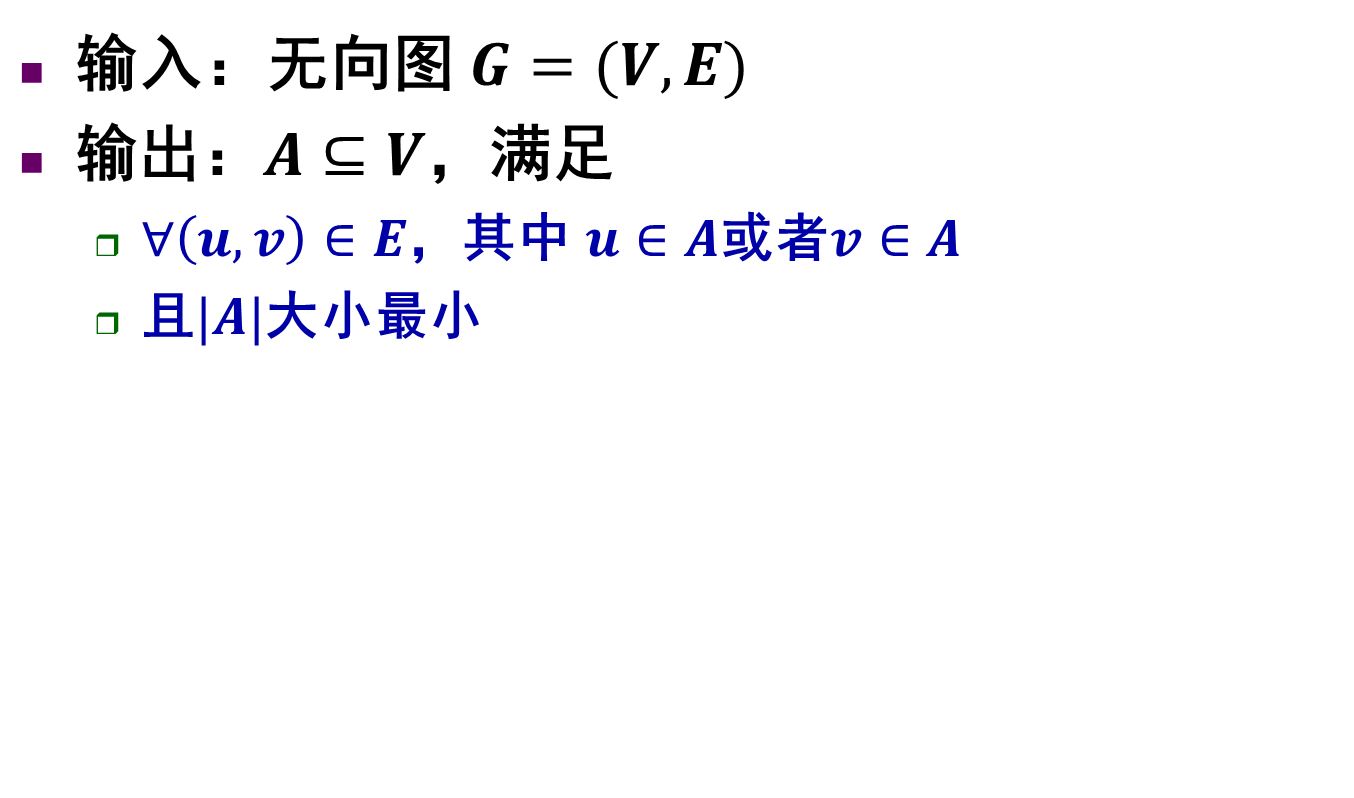 ■ 输入：无向图 G = (V, E)
■ 输出：A ⊆ V，满足
❐ ∀(u, v) ∈ E，其中 u ∈ A或者v ∈ A
❐ 且|A|大小最小